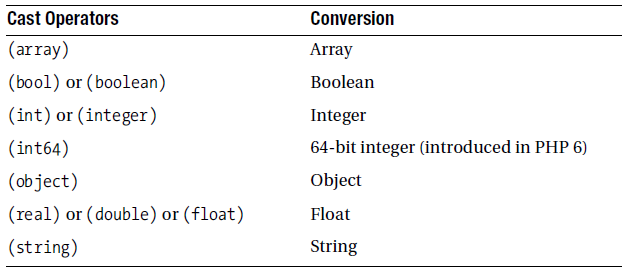 Cast Operators Conversion
(array) Array
(bool) or (boolean) Boolean
(int) or (integer) Integer
(int64) 64-bit integer (introduced in PHP 6)
(object) Object
(real) or (double) or (float) Float
(string) String